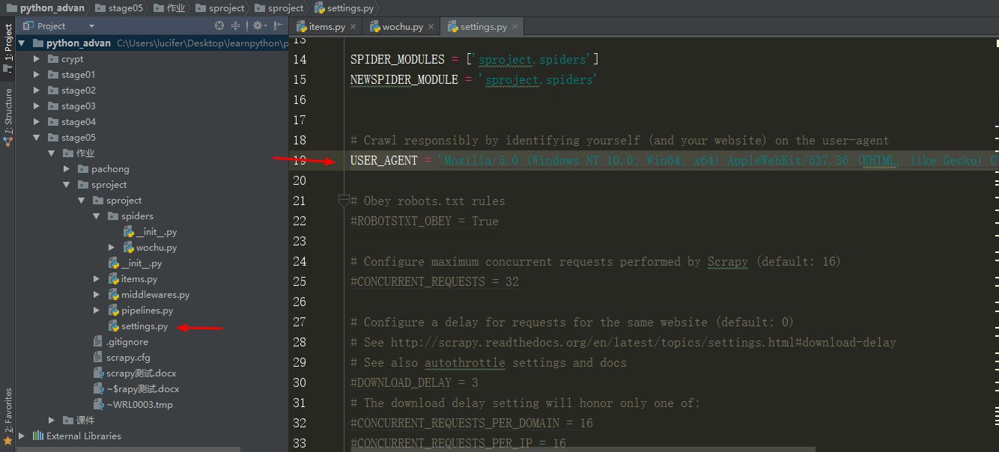 python_advan stage05 作业 sproject sproject settings.py
1: Project
7: Structure
2: Favorites
Project
python_advan C:\Users\lucifer\Desktop\learnpython\p
crypt
stage01
stage02
stage03
stage04
stage05
作业
pachong
sproject
sproject
spiders
__init__.py
wochu.py
__init__.py
items.py
middlewares.py
pipelines.py
settings.py
.gitignore
scrapy.cfg
scrapy测试.docx
~$rapy测试.docx
~WRL0003.tmp
课件
External Libraries
items.py wochu.py settings.py
13
14 SPIDER_MODULES = ['sproject.spiders']
15 NEWSPIDER_MODULE = 'sproject.spiders'
16
17
18 # Crawl responsibly by identifying yourself (and your website) on the user-agent
19 USER_AGENT = 'Mozilla/5.0 (Windows NT 10.0; Win64; x64) AppleWebKit/537.36 (KHTML, like Gecko) C
20
21 # Obey robots.txt rules
22 #ROBOTSTXT_OBEY = True
23
24 # Configure maximum concurrent requests performed by Scrapy (default: 16)
25 #CONCURRENT_REQUESTS = 32
26
27 # Configure a delay for requests for the same website (default: 0)
28 # See http://scrapy.readthedocs.org/en/latest/topics/settings.html#download-delay
29 # See also autothrottle settings and docs
30 #DOWNLOAD_DELAY = 3
31 # The download delay setting will honor only one of:
32 #CONCURRENT_REQUESTS_PER_DOMAIN = 16
33 #CONCURRENT_REQUESTS_PER_IP = 16